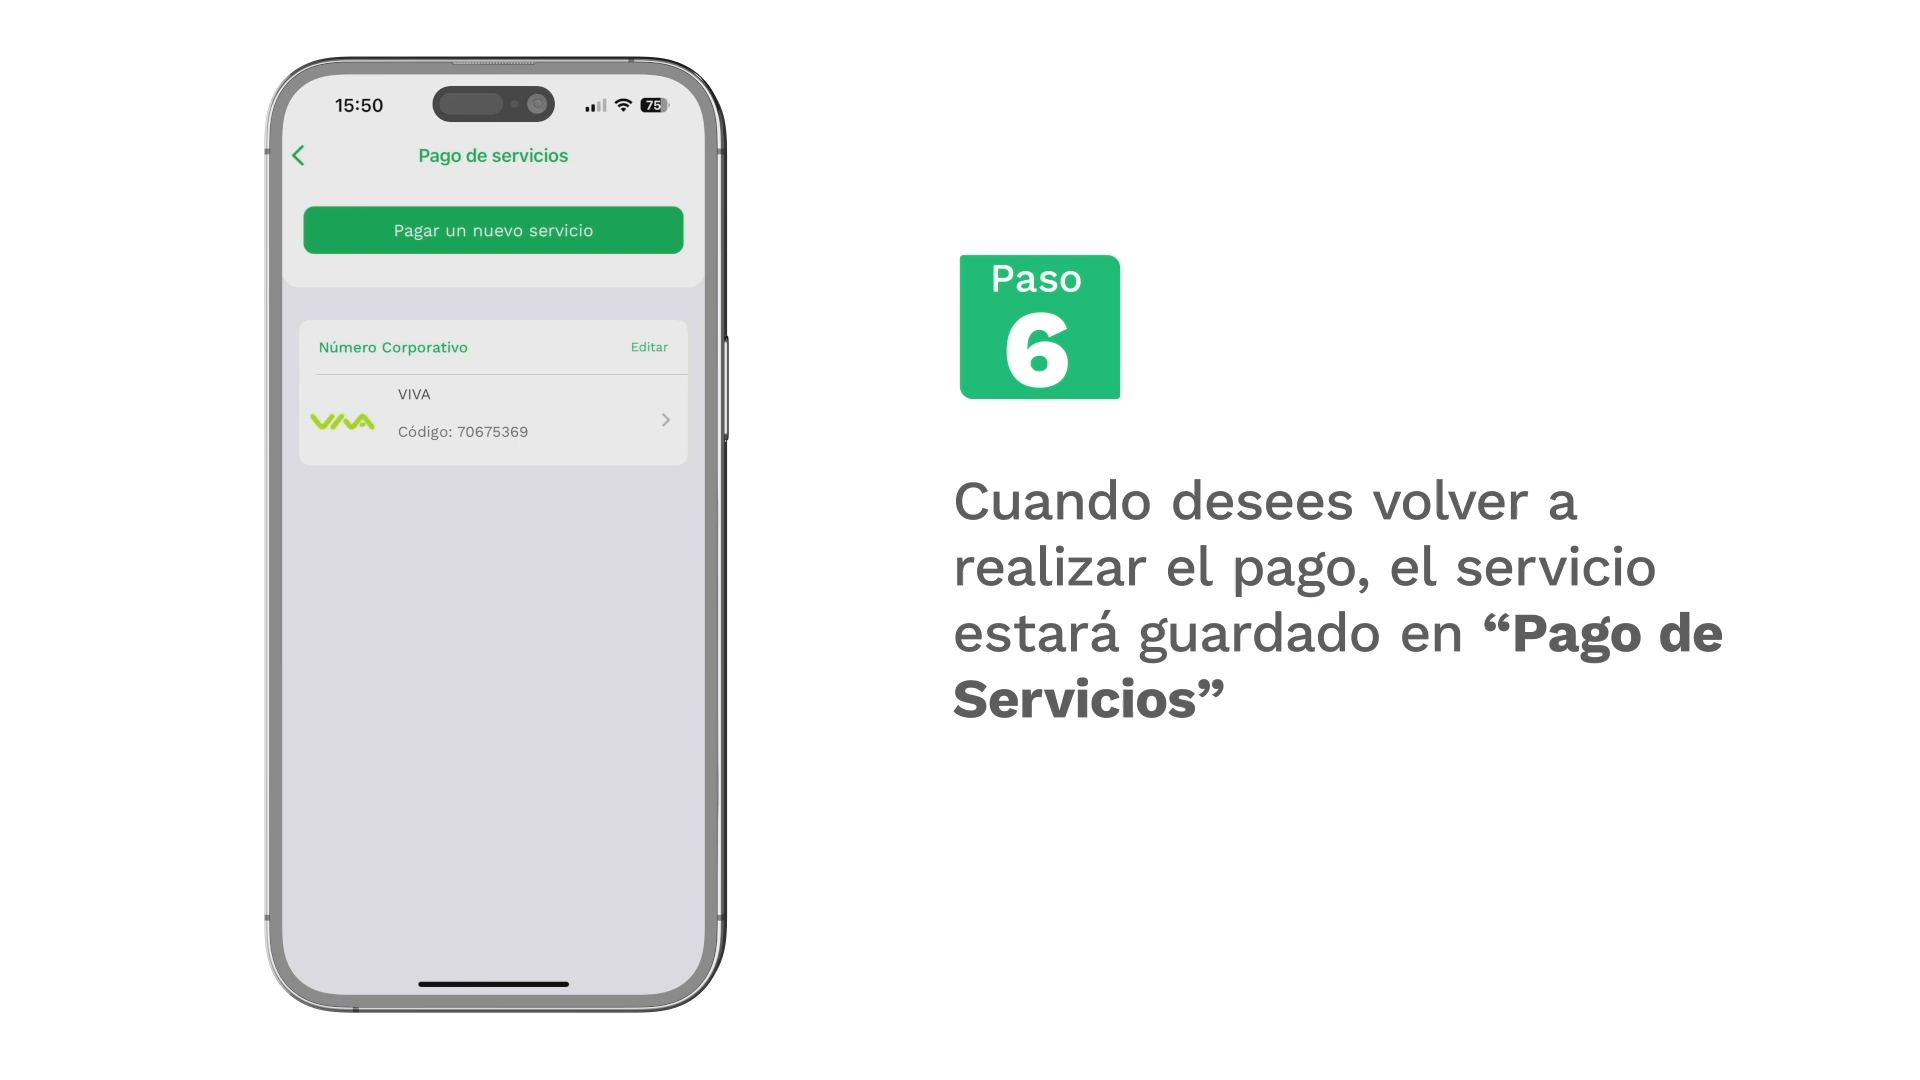 15:50
75
Pago de servicios
Pagar un nuevo servicio
Número Corporativo
Editar
VIVA
VIVA
Código: 70675369
Paso
6
Cuando desees volver a
realizar el pago, el servicio
estará guardado en “Pago de
Servicios”